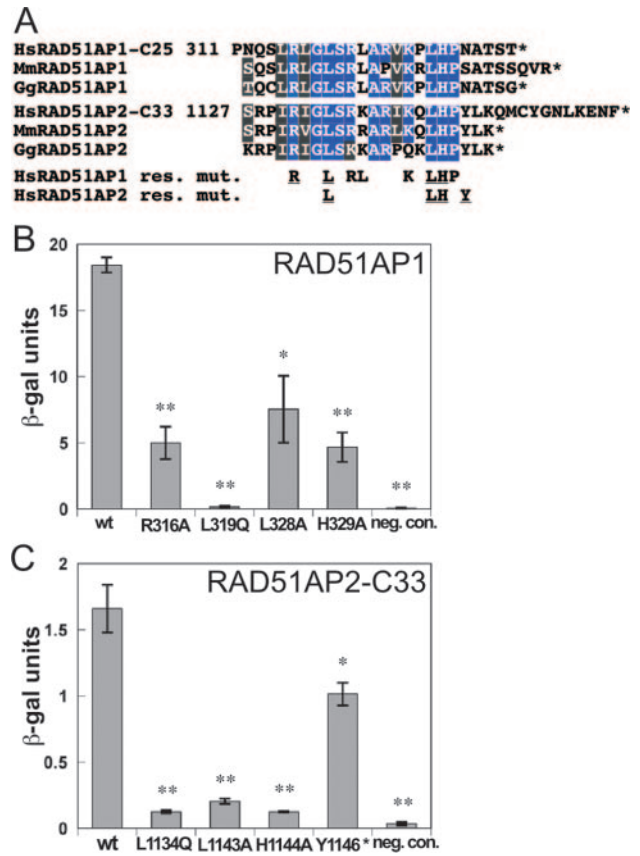 A
HsRAD51AP1-C25 311 PNQSLRLGLSRLARVKPLHPNATST*
MmRAD51AP1 SQSLRLGLSRLAPVKRLHPSATSSQVR*
GgRAD51AP1 TQCLRLGLSRLARVKPLHPNATSG*
HsRAD51AP2-C33 1127 SRPIRIGLSRKARIKQLHPYLKQMCYGNLKENF*
MmRAD51AP2 SRPIRVGLSRRARLKQLHPYLK*
GgRAD51AP2 KRPIRIGLSKKARPQKLHPYLK*
HsRAD51AP1 res. mut. R L RL K LHP
HsRAD51AP2 res. mut. L LH Y
B
RAD51AP1
β-gal units
20
15
10
5
0
** ** * ** **
wt R316A L319Q L328A H329A neg. con.
C
RAD51AP2-C33
β-gal units
2
1.5
1
0.5
0
** ** ** * **
wt L1134Q L1143A H1144A Y1146* neg. con.